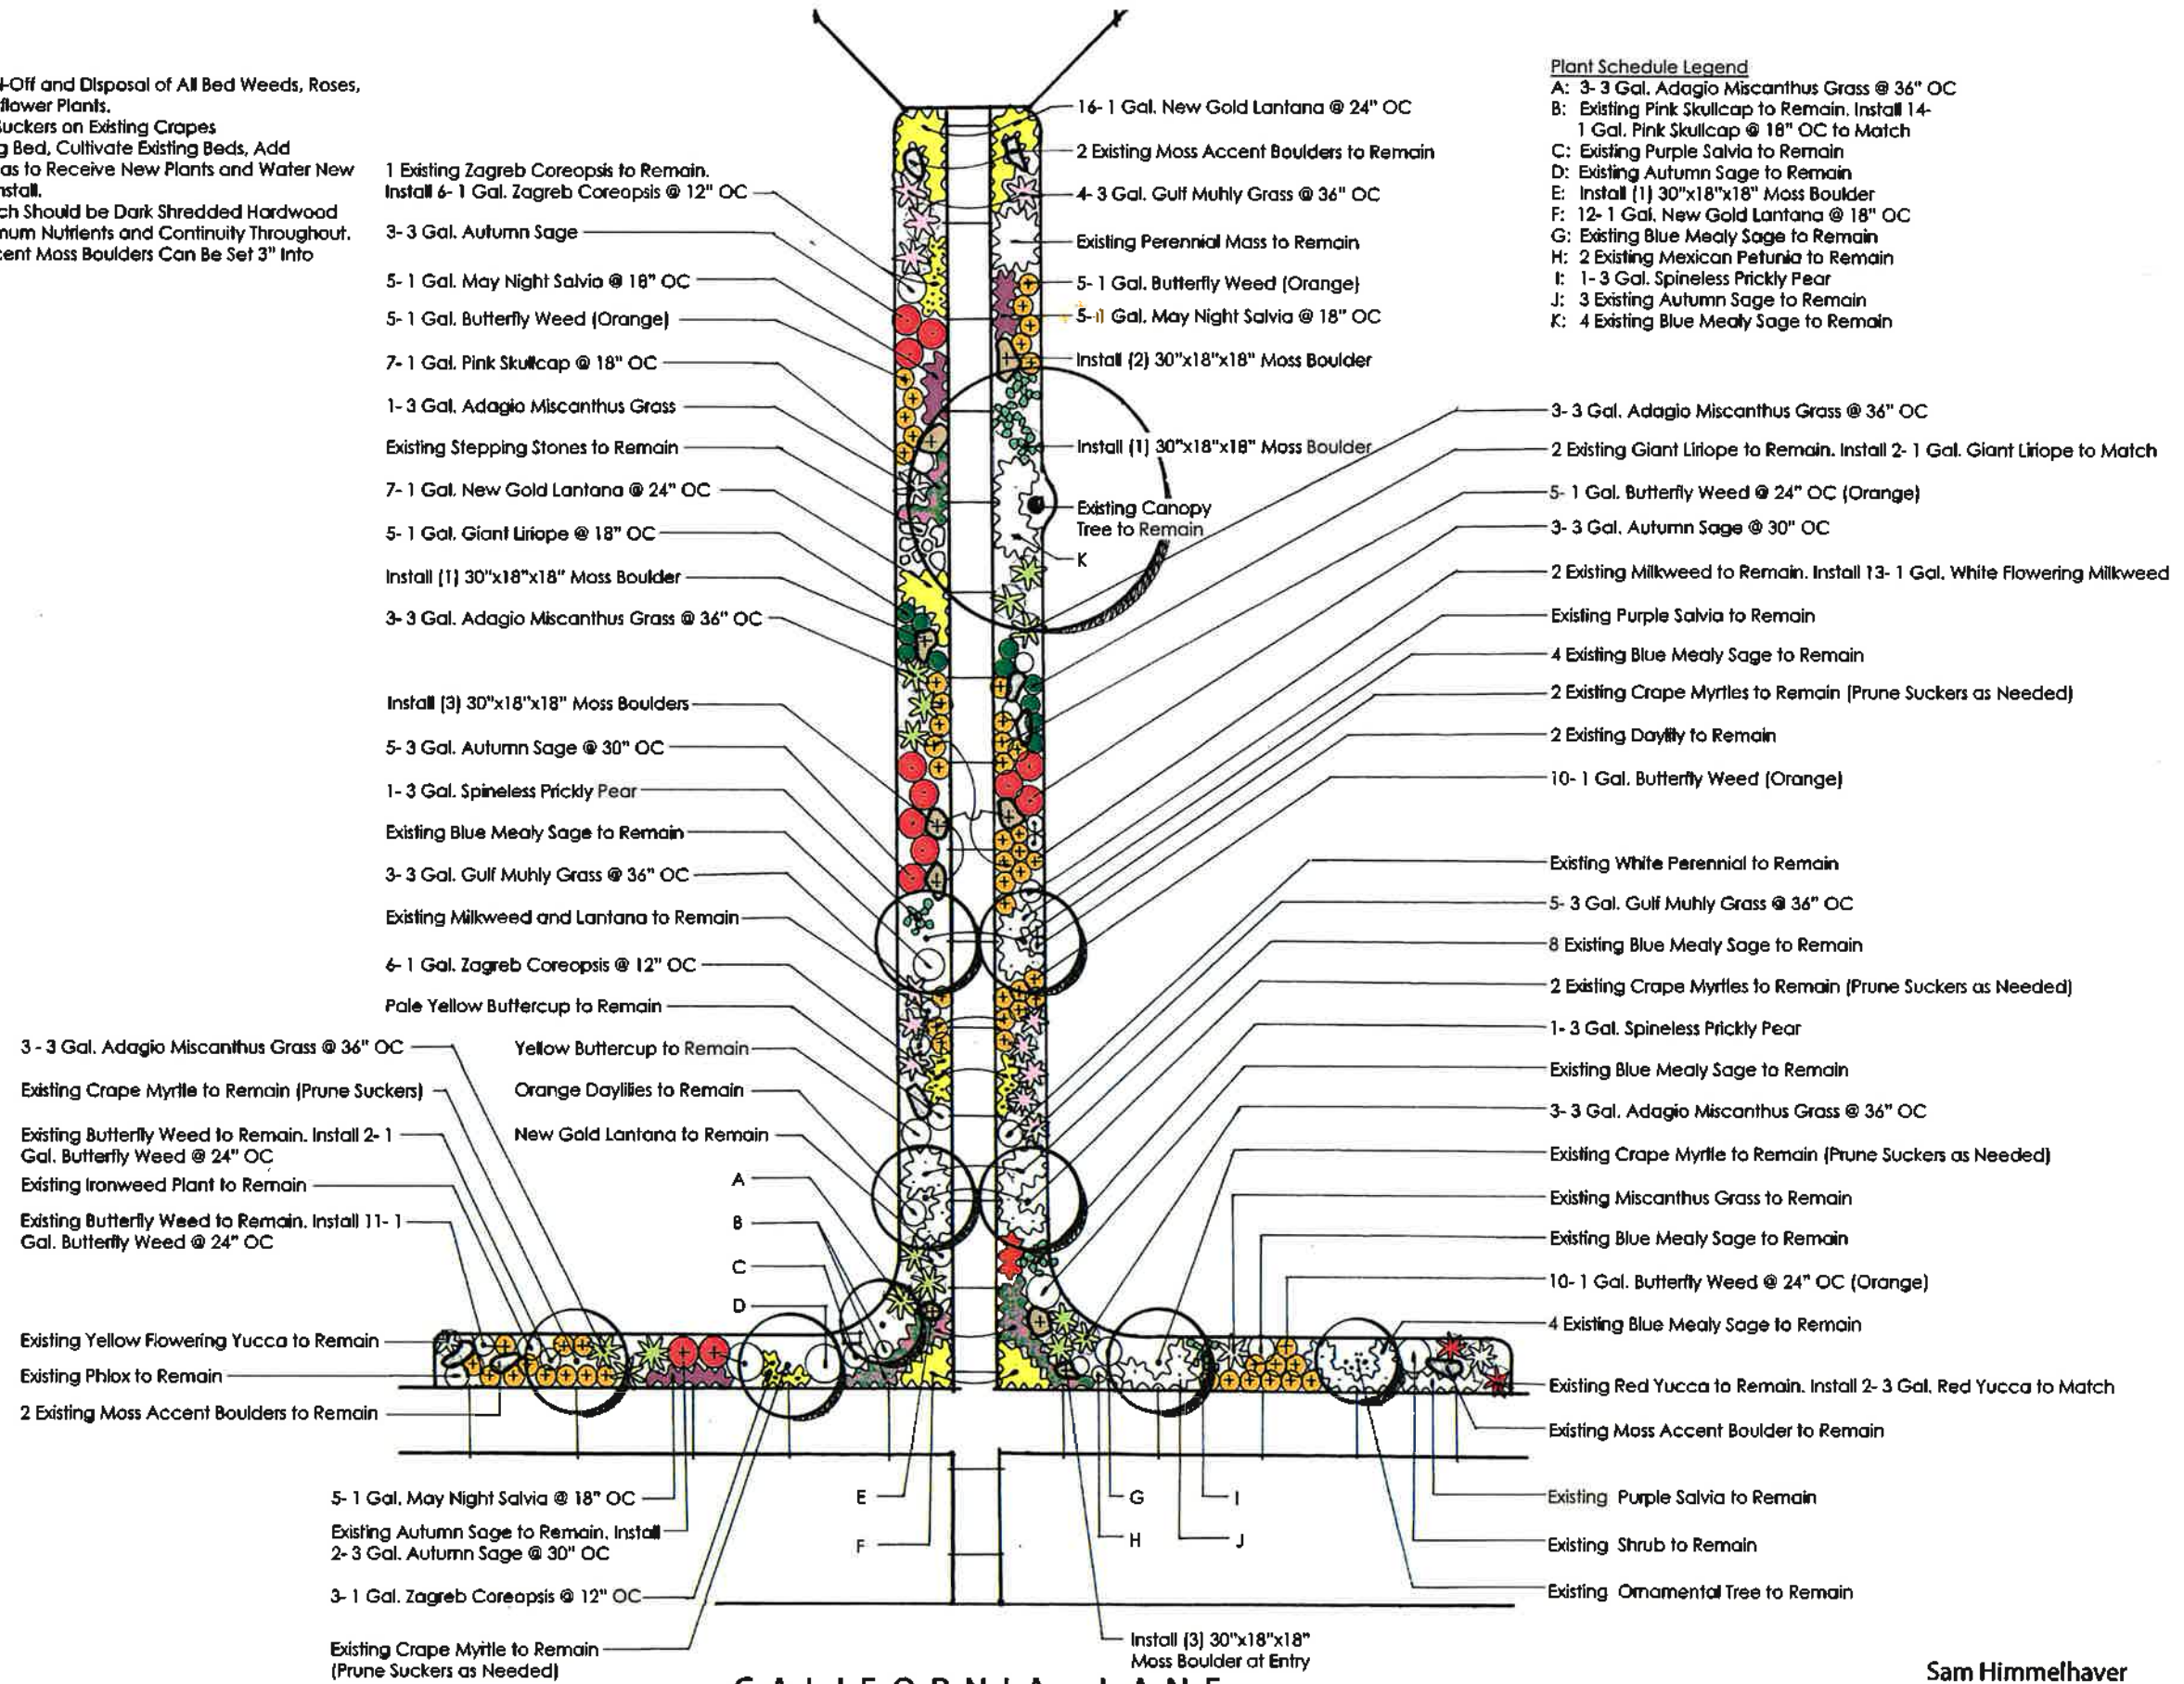 l-Off and Disposal of All Bed Weeds, Roses,
flower Plants.
Suckers on Existing Crapes
g Bed, Cultivate Existing Beds, Add
as to Receive New Plants and Water New
nstall.
ch Should be Dark Shredded Hardwood
num Nutrients and Continuity Throughout.
cent Moss Boulders Can Be Set 3" Into
1 Existing Zagreb Coreopsis to Remain.
Install 6- 1 Gal. Zagreb Coreopsis @ 12" OC
3- 3 Gal. Autumn Sage
5- 1 Gal. May Night Salvia @ 18" OC
5- 1 Gal. Butterfly Weed (Orange)
7- 1 Gal. Pink Skullcap @ 18" OC
1- 3 Gal. Adagio Miscanthus Grass
Existing Stepping Stones to Remain
7- 1 Gal. New Gold Lantana @ 24" OC
5- 1 Gal. Giant Liriope @ 18" OC
Install (1) 30"x18"x18" Moss Boulder
3- 3 Gal. Adagio Miscanthus Grass @ 36" OC
Install (3) 30"x18"x18" Moss Boulders
5- 3 Gal. Autumn Sage @ 30" OC
1- 3 Gal. Spineless Prickly Pear
Existing Blue Mealy Sage to Remain
3- 3 Gal. Gulf Muhly Grass @ 36" OC
Existing Milkweed and Lantana to Remain
6- 1 Gal. Zagreb Coreopsis @ 12" OC
Pale Yellow Buttercup to Remain
Yellow Buttercup to Remain
Orange Daylilies to Remain
New Gold Lantana to Remain
A
B
C
D
3 - 3 Gal. Adagio Miscanthus Grass @ 36" OC
Existing Crape Myrtle to Remain (Prune Suckers)
Existing Butterfly Weed to Remain. Install 2- 1
Gal. Butterfly Weed @ 24" OC
Existing Ironweed Plant to Remain
Existing Butterfly Weed to Remain. Install 11- 1
Gal. Butterfly Weed @ 24" OC
Existing Yellow Flowering Yucca to Remain
Existing Phlox to Remain
2 Existing Moss Accent Boulders to Remain
5- 1 Gal. May Night Salvia @ 18" OC
Existing Autumn Sage to Remain. Install
2- 3 Gal. Autumn Sage @ 30" OC
3- 1 Gal. Zagreb Coreopsis @ 12" OC
Existing Crape Myrtle to Remain
(Prune Suckers as Needed)
16- 1 Gal. New Gold Lantana @ 24" OC
2 Existing Moss Accent Boulders to Remain
4- 3 Gal. Gulf Muhly Grass @ 36" OC
Existing Perennial Mass to Remain
5- 1 Gal. Butterfly Weed (Orange)
5- 1 Gal. May Night Salvia @ 18" OC
Install (2) 30"x18"x18" Moss Boulder
Install (1) 30"x18"x18" Moss Boulder
Existing Canopy
Tree to Remain
K
E
F
G
H
I
J
Install (3) 30"x18"x18"
Moss Boulder at Entry
Plant Schedule Legend
A: 3- 3 Gal. Adagio Miscanthus Grass @ 36" OC
B: Existing Pink Skullcap to Remain. Install 14-
1 Gal. Pink Skullcap @ 18" OC to Match
C: Existing Purple Salvia to Remain
D: Existing Autumn Sage to Remain
E: Install (1) 30"x18"x18" Moss Boulder
F: 12- 1 Gal. New Gold Lantana @ 18" OC
G: Existing Blue Mealy Sage to Remain
H: 2 Existing Mexican Petunia to Remain
I: 1- 3 Gal. Spineless Prickly Pear
J: 3 Existing Autumn Sage to Remain
K: 4 Existing Blue Mealy Sage to Remain
3- 3 Gal. Adagio Miscanthus Grass @ 36" OC
2 Existing Giant Liriope to Remain. Install 2- 1 Gal. Giant Liriope to Match
5- 1 Gal. Butterfly Weed @ 24" OC (Orange)
3- 3 Gal. Autumn Sage @ 30" OC
2 Existing Milkweed to Remain. Install 13- 1 Gal. White Flowering Milkweed
Existing Purple Salvia to Remain
4 Existing Blue Mealy Sage to Remain
2 Existing Crape Myrtles to Remain (Prune Suckers as Needed)
2 Existing Daylily to Remain
10- 1 Gal. Butterfly Weed (Orange)
Existing White Perennial to Remain
5- 3 Gal. Gulf Muhly Grass @ 36" OC
8 Existing Blue Mealy Sage to Remain
2 Existing Crape Myrtles to Remain (Prune Suckers as Needed)
1- 3 Gal. Spineless Prickly Pear
Existing Blue Mealy Sage to Remain
3- 3 Gal. Adagio Miscanthus Grass @ 36" OC
Existing Crape Myrtle to Remain (Prune Suckers as Needed)
Existing Miscanthus Grass to Remain
Existing Blue Mealy Sage to Remain
10- 1 Gal. Butterfly Weed @ 24" OC (Orange)
4 Existing Blue Mealy Sage to Remain
Existing Red Yucca to Remain. Install 2- 3 Gal. Red Yucca to Match
Existing Moss Accent Boulder to Remain
Existing Purple Salvia to Remain
Existing Shrub to Remain
Existing Ornamental Tree to Remain
CALIFORNIA LANE
Sam Himmelhaver